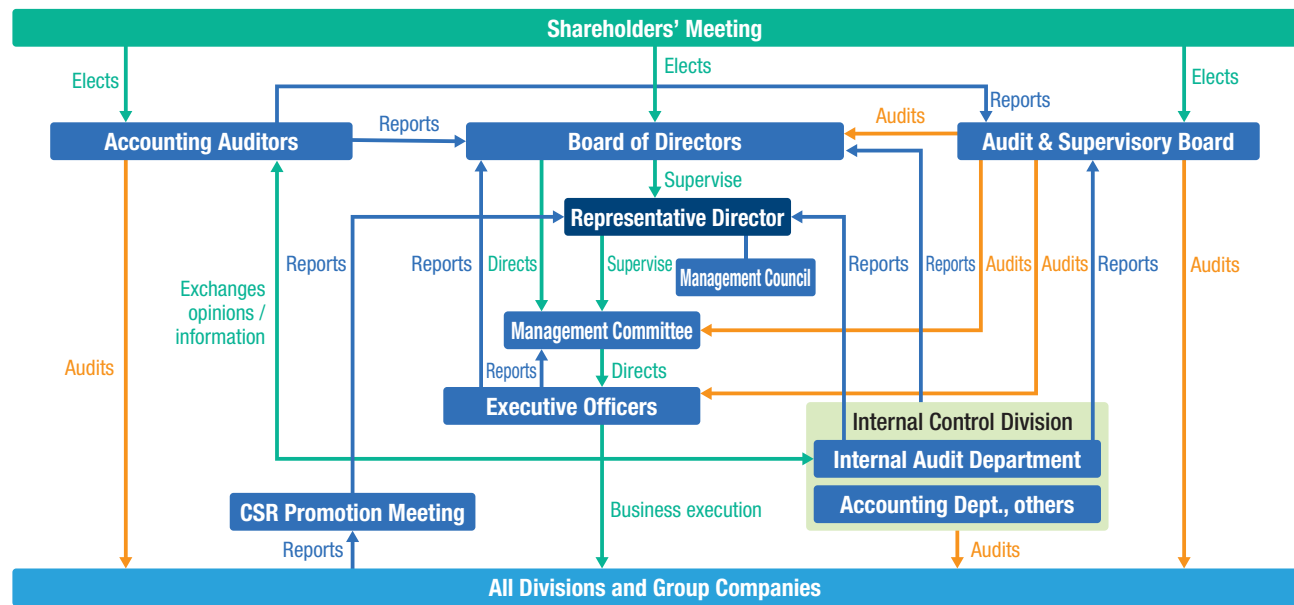 Shareholders' Meeting
Elects
Elects
Elects
Reports
Reports
Audits
Accounting Auditors
Board of Directors
Audit & Supervisory Board
Supervise
Representative Director
Reports
Reports
Directs
Supervise
Management Council
Reports
Reports
Audits
Audits
Reports
Audits
Exchanges
opinions /
information
Management Committee
Audits
Reports
Directs
Executive Officers
Internal Control Division
Internal Audit Department
CSR Promotion Meeting
Business execution
Accounting Dept., others
Reports
Audits
All Divisions and Group Companies